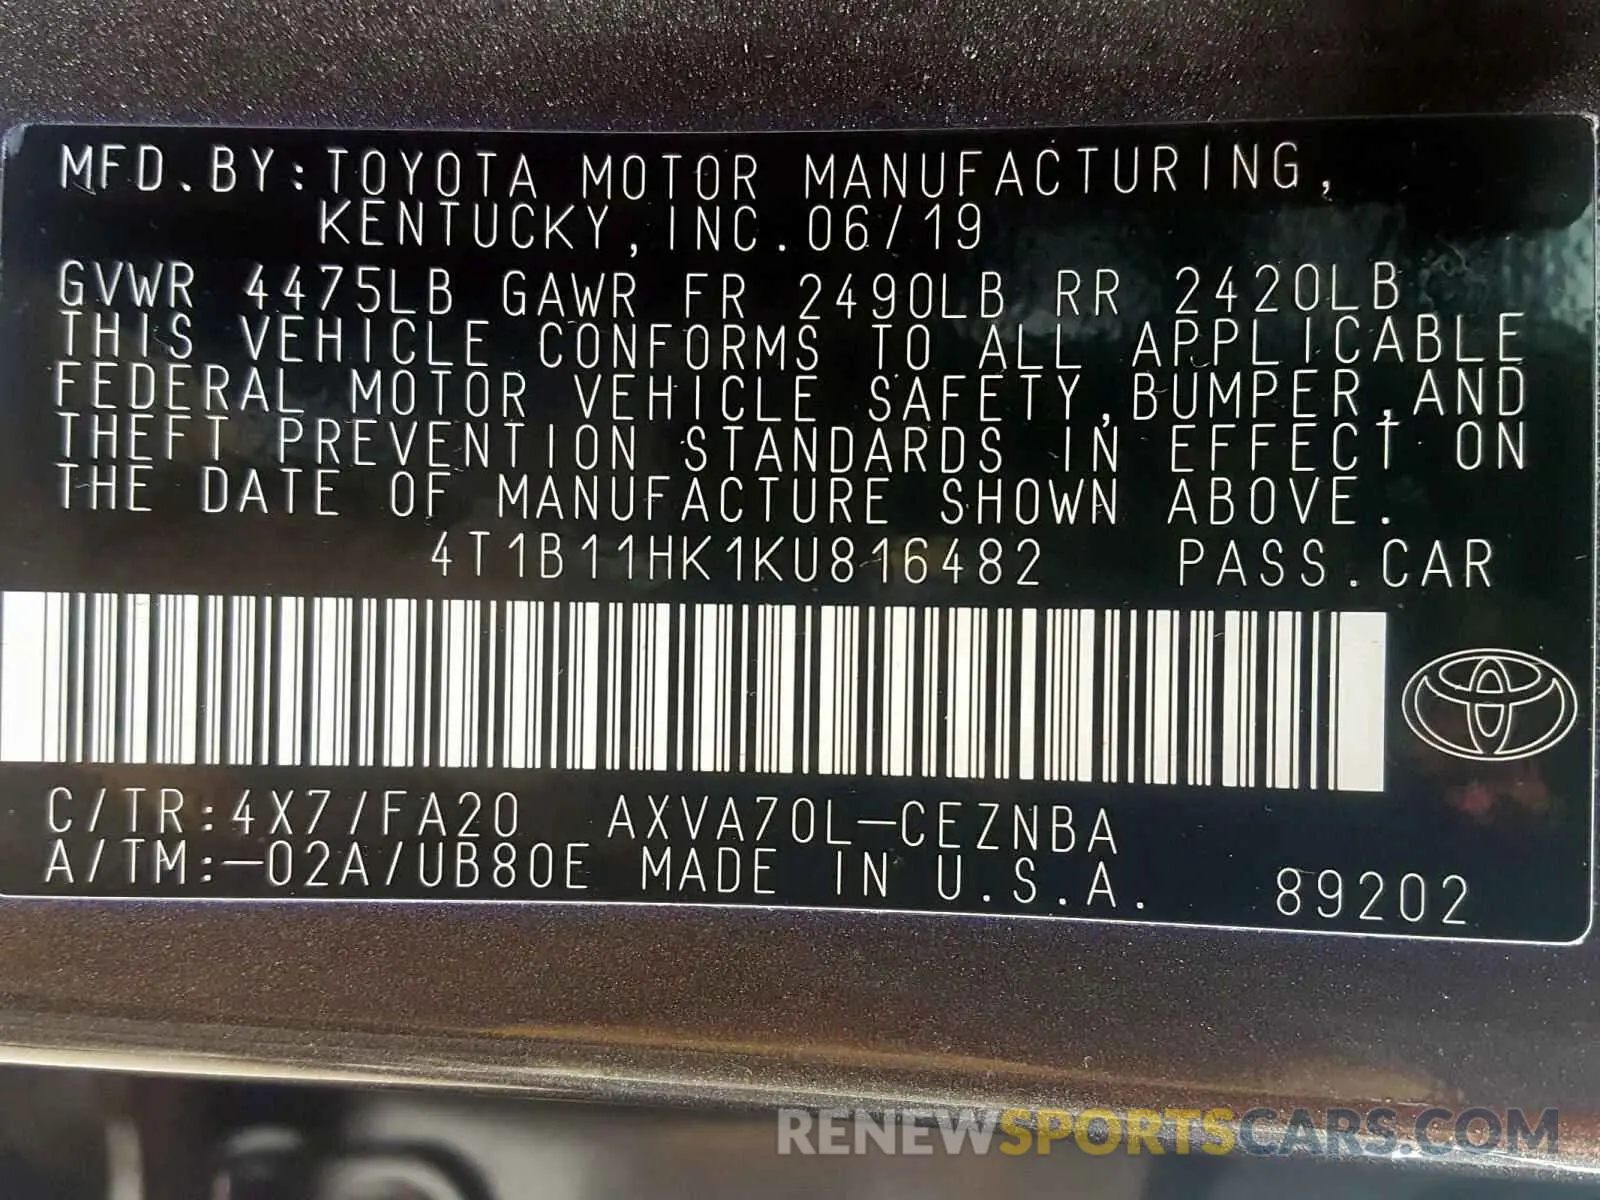 MFD.BY:TOYOTA MOTOR MANUFACTURING,
KENTUCKY,INC.06/19
GVWR 4475LB GAWR FR 2490LB RR 2420LB
THIS VEHICLE CONFORMS TO ALL APPLICABLE
FEDERAL MOTOR VEHICLE SAFETY,BUMPER,AND
THEFT PREVENTION STANDARDS IN EFFECT ON
THE DATE OF MANUFACTURE SHOWN ABOVE.
4T1B11HK1KU816482 PASS.CAR
C/TR:4X7/FA20 AXVA70L-CEZNBA
A/TM:-02A/UB80E MADE IN U.S.A. 89202
RENEWSPORTSCARS.COM